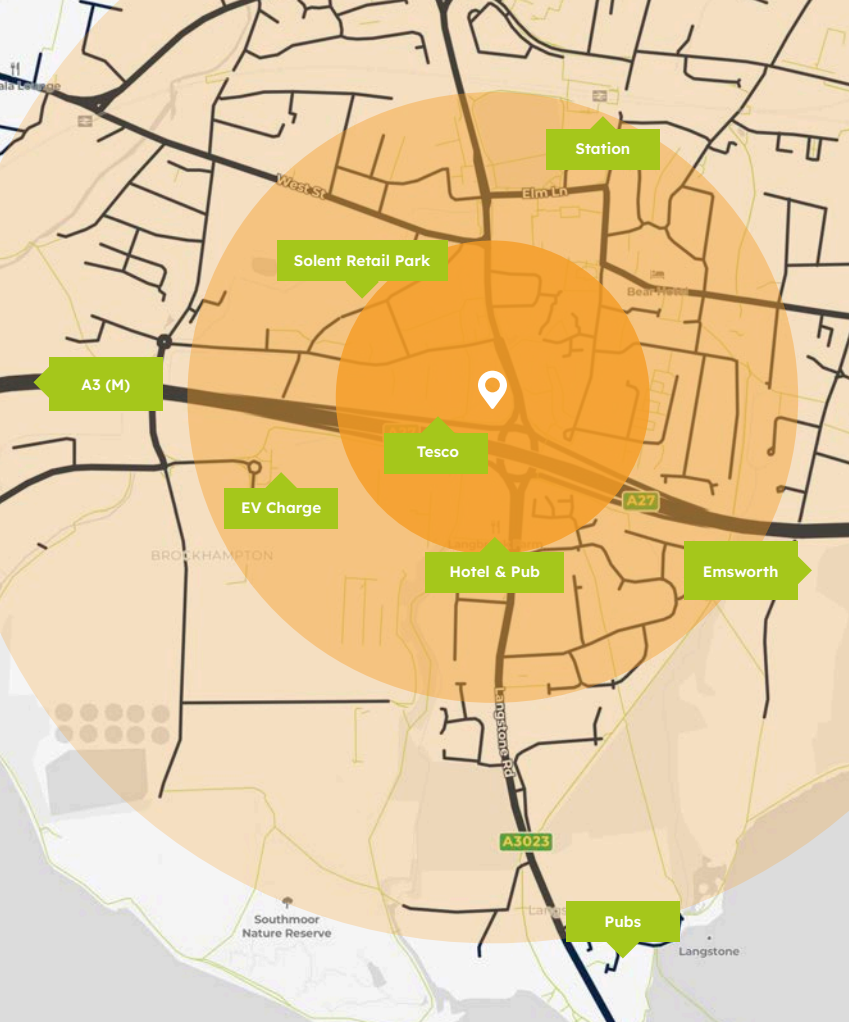 Station
West St
Elm Ln
Solent Retail Park
Bear Hotel
A3 (M)
Tesco
A27
EV Charge
BROCKHAMPTON
Hotel & Pub
Emsworth
Langstone Rd
A3023
Pubs
Southmoor
Nature Reserve
Langstone